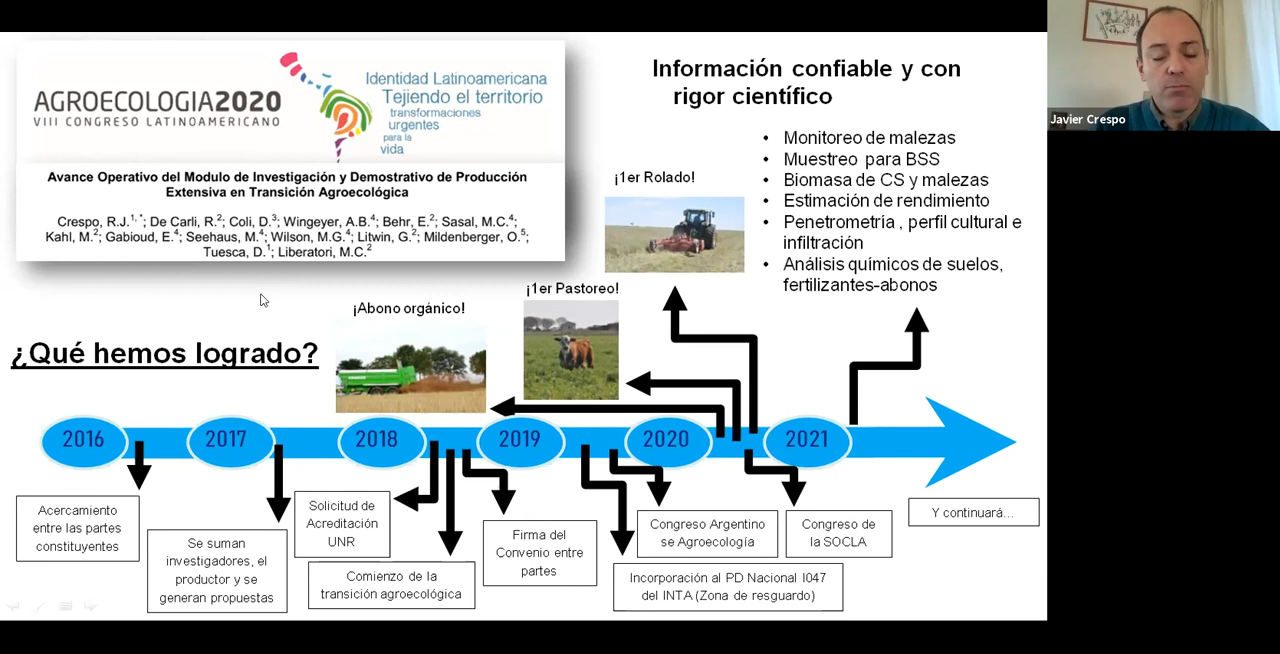 AGROECOLOGIA2020
VIII CONGRESO LATINOAMERICANO
Identidad Latinoamericana
Tejiendo el territorio
transformaciones
urgentes
para la
vida
Avance Operativo del Modulo de Investigación y Demostrativo de Producción
Extensiva en Transición Agroecológica
Crespo, R.J.1, *; De Carli, R.2; Coli, D.3; Wingeyer, A.B.4; Behr, E.2; Sasal, M.C.4;
Kahl, M.2; Gabioud, E.4; Seehaus, M.4; Wilson, M.G.4; Litwin, G.2; Mildenberger, O.5;
Tuesca, D.1; Liberatori, M.C.2
Información confiable y con
rigor científico
• Monitoreo de malezas
• Muestreo para BSS
• Biomasa de CS y malezas
• Estimación de rendimiento
• Penetrometría , perfil cultural e
infiltración
• Análisis químicos de suelos,
fertilizantes-abonos
Javier Crespo
¡1er Rolado!
¡1er Pastoreo!
¡Abono orgánico!
¿Qué hemos logrado?
2016
2017
2018
2019
2020
2021
Acercamiento
entre las partes
constituyentes
Se suman
investigadores, el
productor y se
generan propuestas
Solicitud de
Acreditación
UNR
Comienzo de la
transición agroecológica
Firma del
Convenio entre
partes
Congreso Argentino
se Agroecología
Incorporación al PD Nacional I047
del INTA (Zona de resguardo)
Congreso de
la SOCLA
Y continuará...